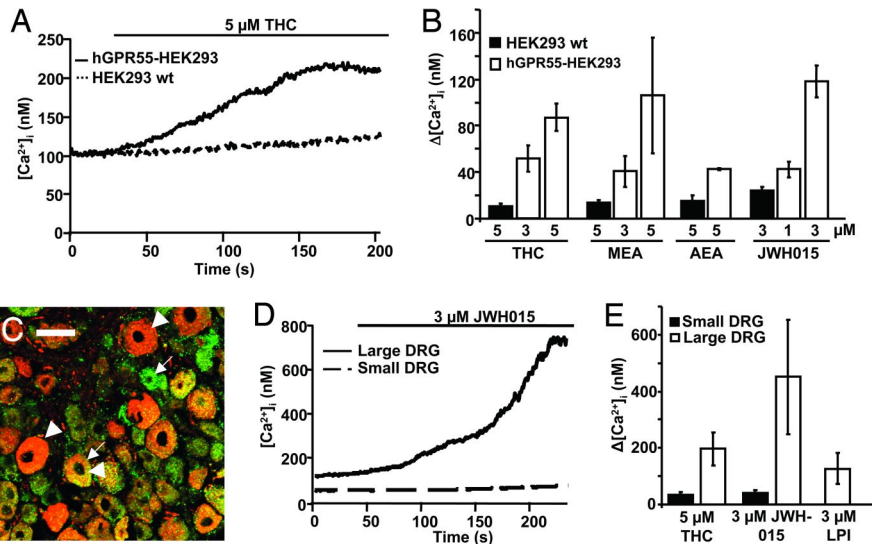 A
5 µM THC
250
200
150
100
50
0
[Ca²⁺]ᵢ (nM)
hGPR55-HEK293
HEK293 wt
0 50 100 150 200
Time (s)
B
160
120
80
40
0
Δ[Ca²⁺]ᵢ (nM)
HEK293 wt
hGPR55-HEK293
5 3 5 5 3 5 5 5 3 1 3 µM
THC MEA AEA JWH015
C
D
3 µM JWH015
800
600
400
200
0
[Ca²⁺]ᵢ (nM)
Large DRG
Small DRG
0 50 100 150 200
Time (s)
E
600
400
200
0
Δ[Ca²⁺]ᵢ (nM)
Small DRG
Large DRG
5 µM 3 µM JWH- 3 µM
THC 015 LPI